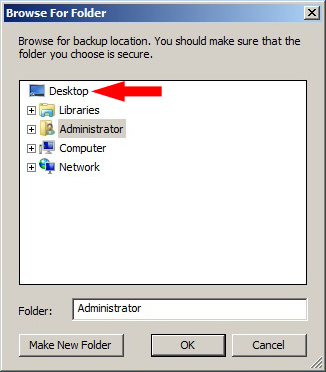 Browse For Folder
Browse for backup location. You should make sure that the
folder you choose is secure.
Desktop
Libraries
Administrator
Computer
Network
Folder: Administrator
Make New Folder OK Cancel